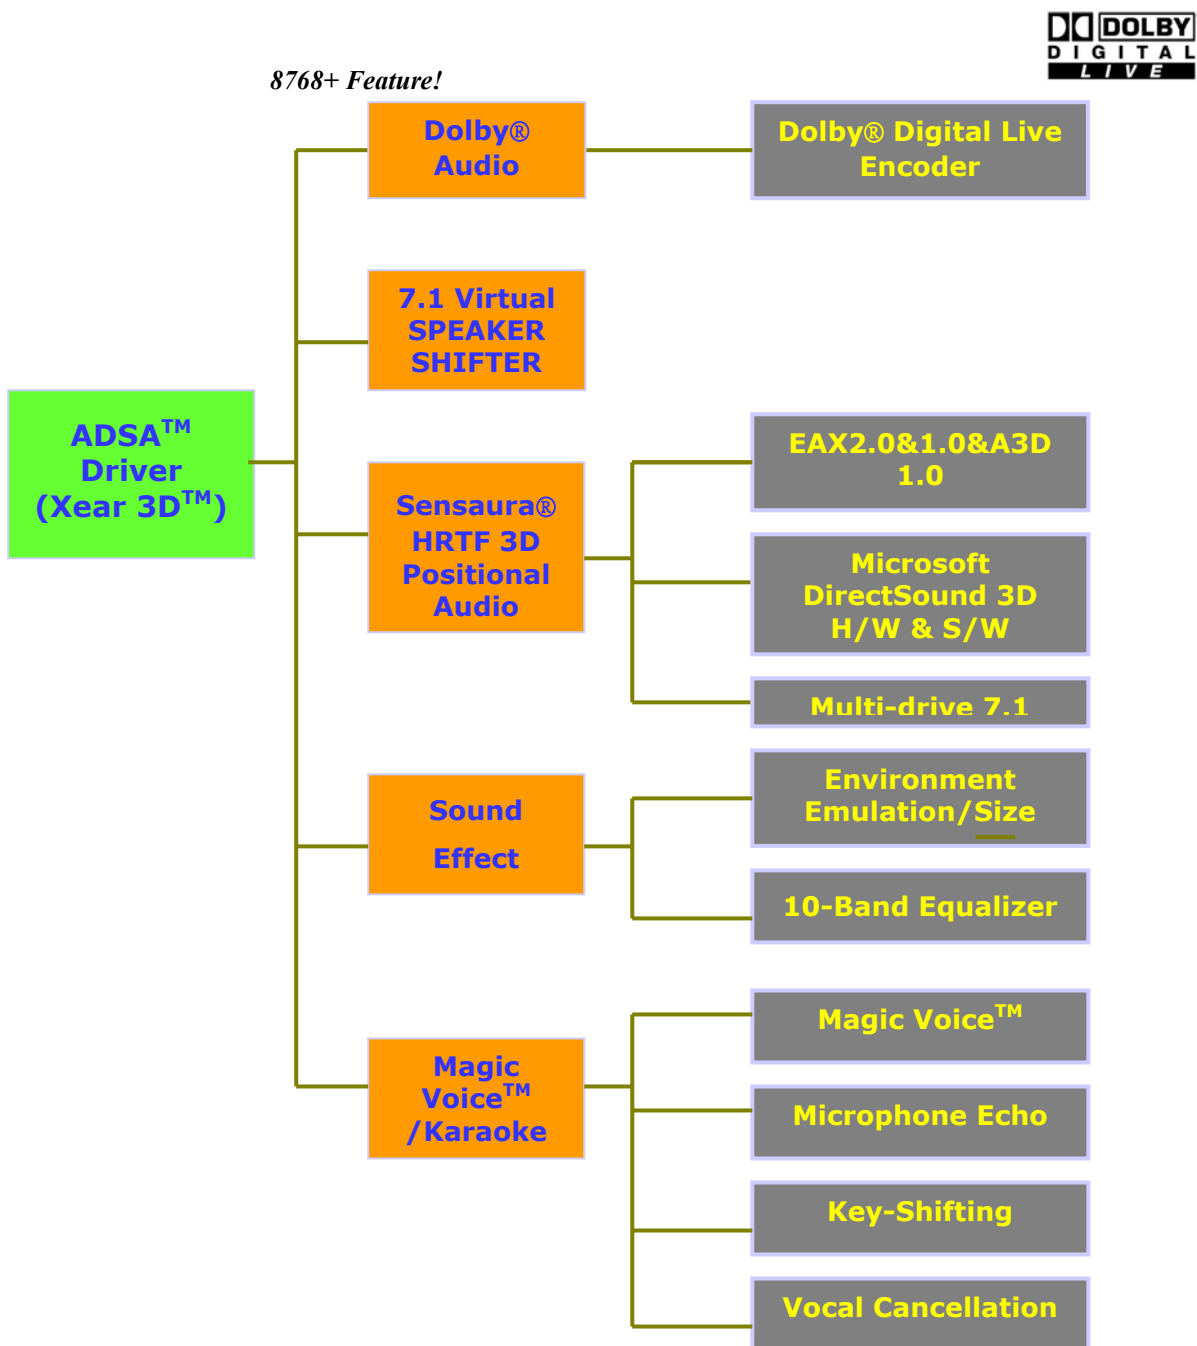 DOLBY
DIGITAL
LIVE
8768+ Feature!
Dolby®
Audio
Dolby® Digital Live
Encoder
7.1 Virtual
SPEAKER
SHIFTER
ADSA™
Driver
(Xear 3D™)
Sensaura®
HRTF 3D
Positional
Audio
EAX2.0&1.0&A3D
1.0
Microsoft
DirectSound 3D
H/W & S/W
Multi-drive 7.1
Sound
Effect
Environment
Emulation/Size
10-Band Equalizer
Magic
Voice™
/Karaoke
Magic Voice™
Microphone Echo
Key-Shifting
Vocal Cancellation